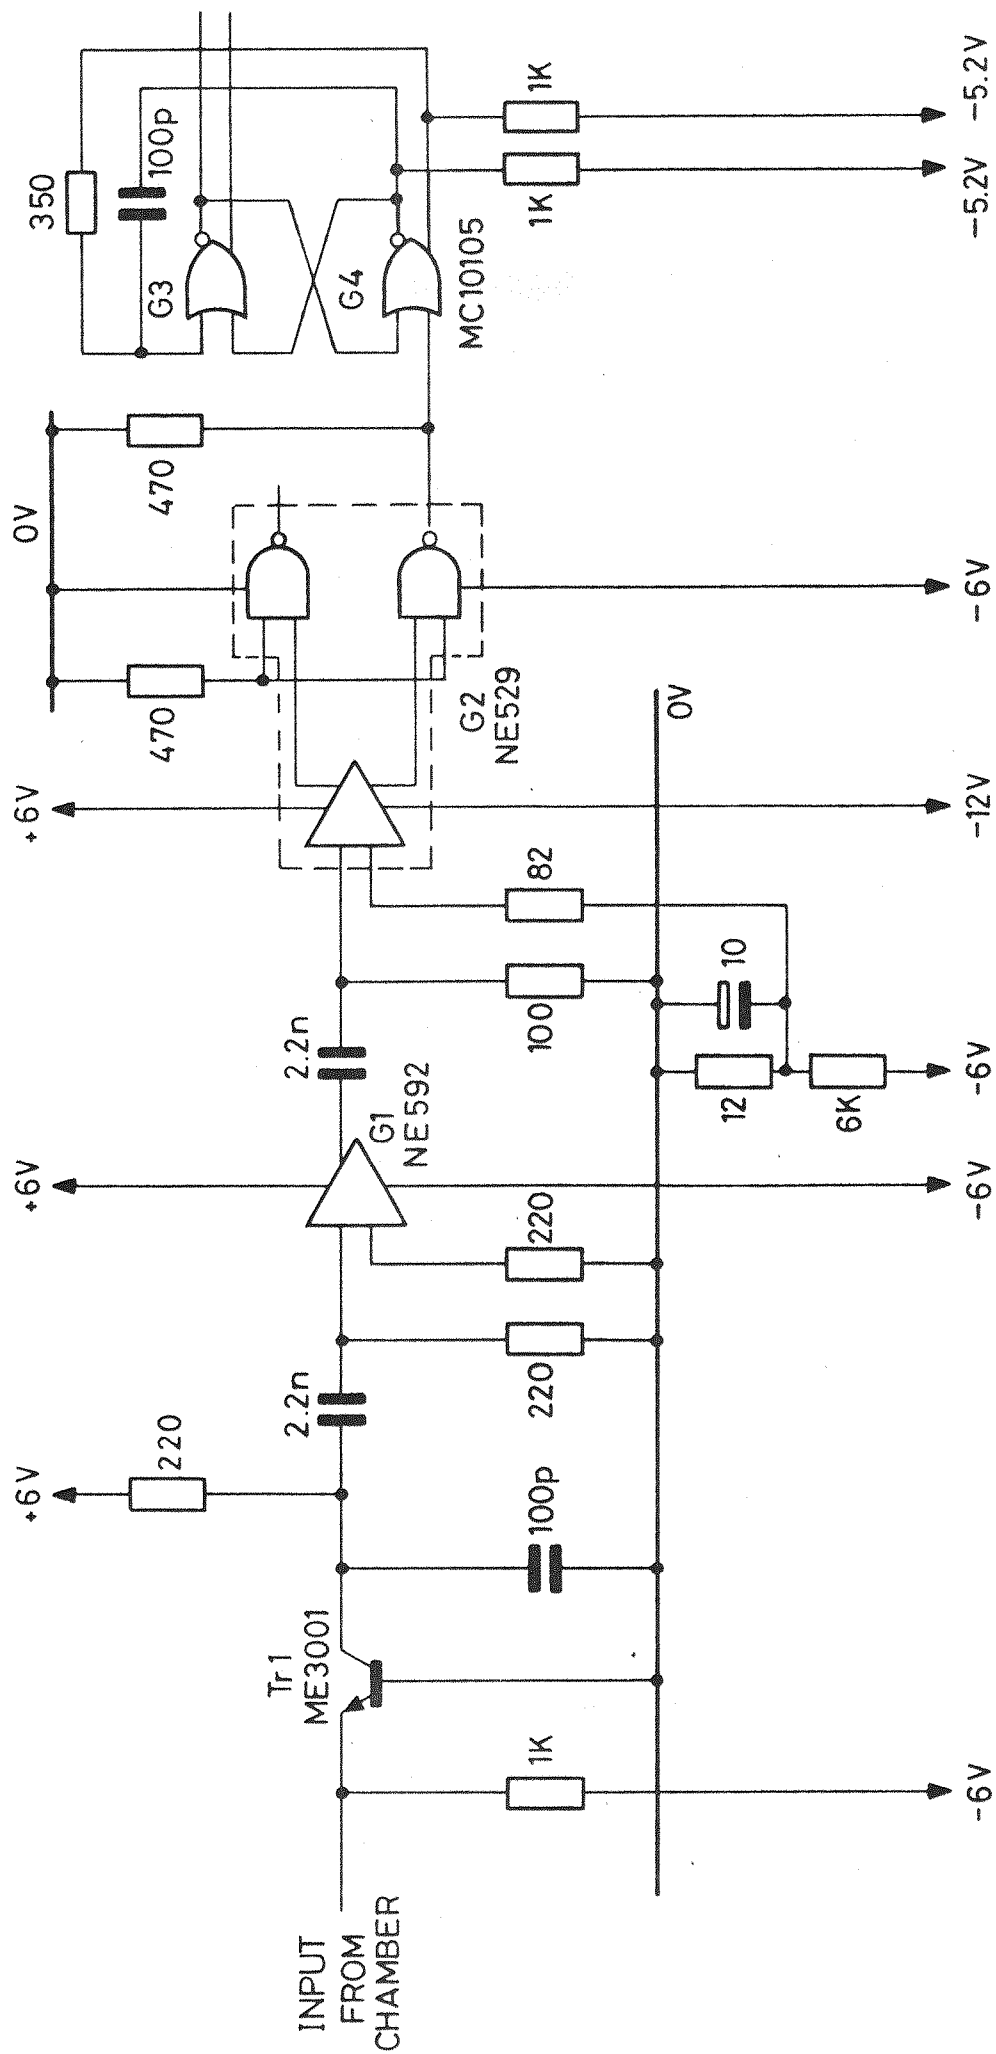 INPUT
FROM
CHAMBER
1K
-6V
Tr1
ME3001
100p
+6V
220
2.2n
220
220
+6V
G1
NE592
-6V
2.2n
100
12
10
6K
-6V
82
+6V
-12V
0V
G2
NE529
470
0V
-6V
470
350
100p
G3
G4
MC10105
1K
1K
-5.2V
-5.2V